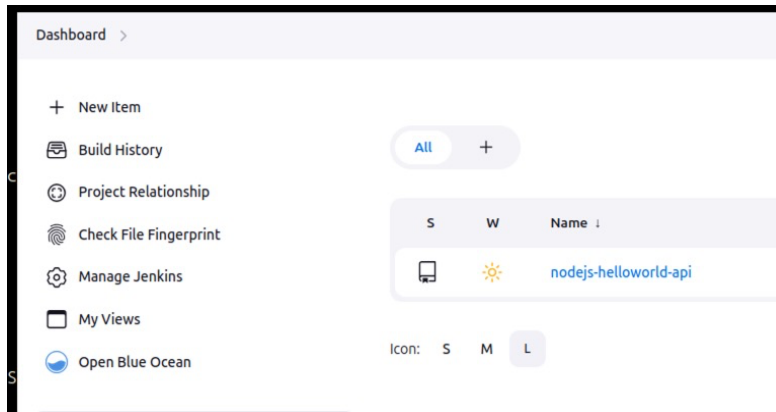 Dashboard >
New Item
Build History
Project Relationship
Check File Fingerprint
Manage Jenkins
My Views
Open Blue Ocean
All +
S W Name ↓
nodejs-helloworld-api
Icon: S M L
c
S